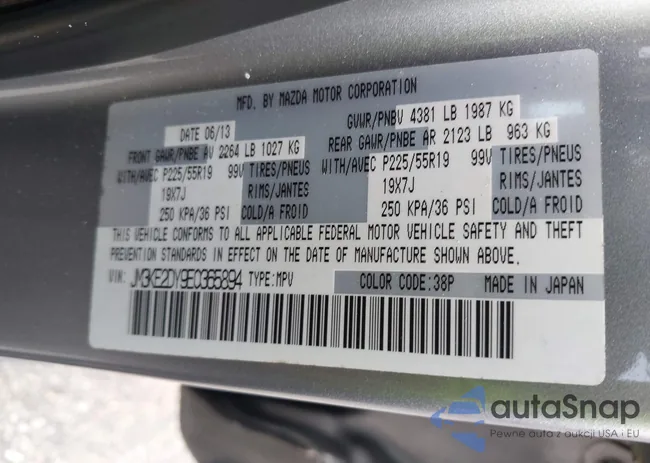 MFD. BY MAZDA MOTOR CORPORATION
DATE 06/13 GVWR/PNBV 4381 LB 1987 KG
FRONT GAWR/PNBE AV 2264 LB 1027 KG REAR GAWR/PNBE AR 2123 LB 963 KG
WITH/AVEC P225/55R19 99V TIRES/PNEUS WITH/AVEC P225/55R19 99V TIRES/PNEUS
19X7J RIMS/JANTES 19X7J RIMS/JANTES
250 KPA/36 PSI COLD/A FROID 250 KPA/36 PSI COLD/A FROID
THIS VEHICLE CONFORMS TO ALL APPLICABLE FEDERAL MOTOR VEHICLE SAFETY AND THEFT
PREVENTION STANDARDS IN EFFECT ON THE DATE OF MANUFACTURE SHOWN ABOVE.
VIN: JM3KE2DY9E0365894 TYPE:MPV COLOR CODE:38P MADE IN JAPAN
autaSnap
Pewne auta z aukcji USA i EU